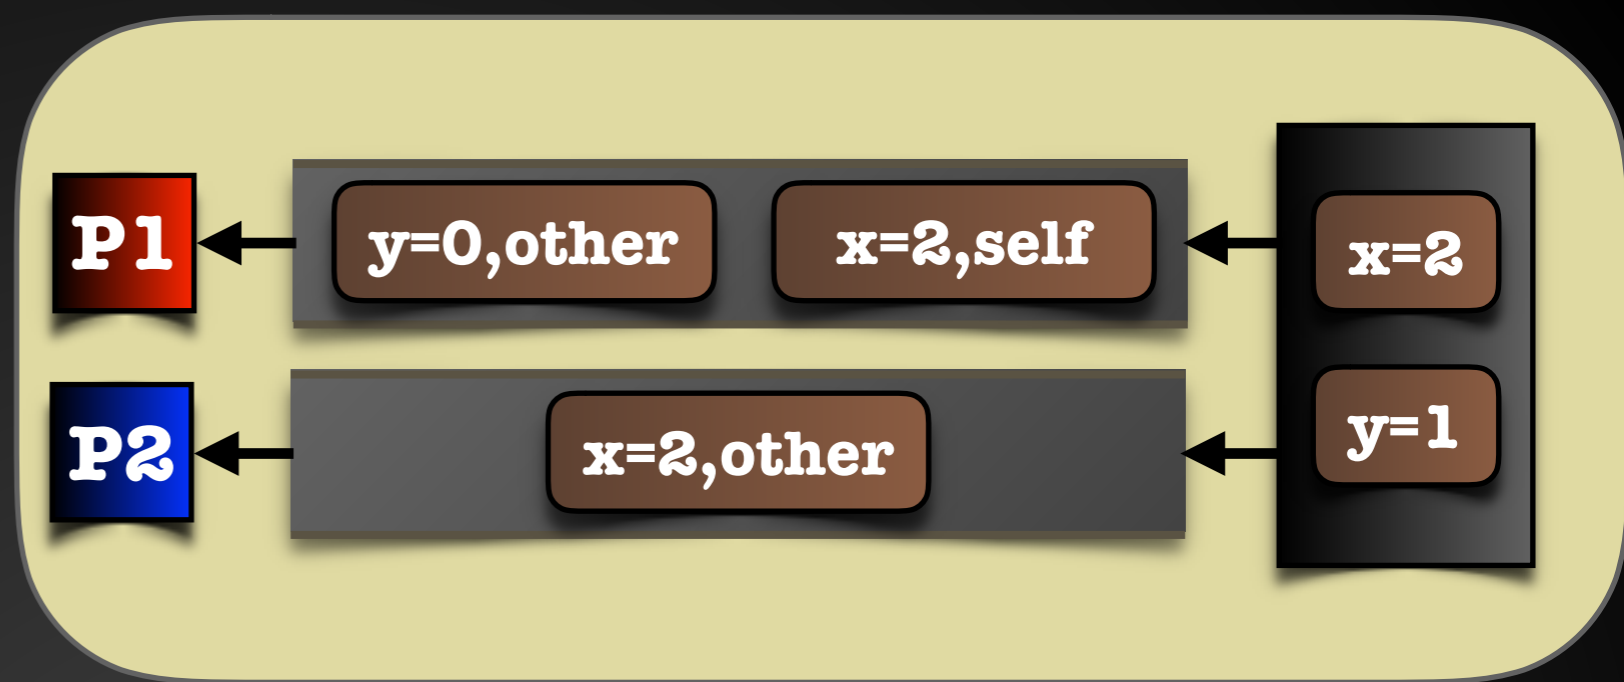 P1
y=0,other
x=2,self
x=2
P2
x=2,other
y=1